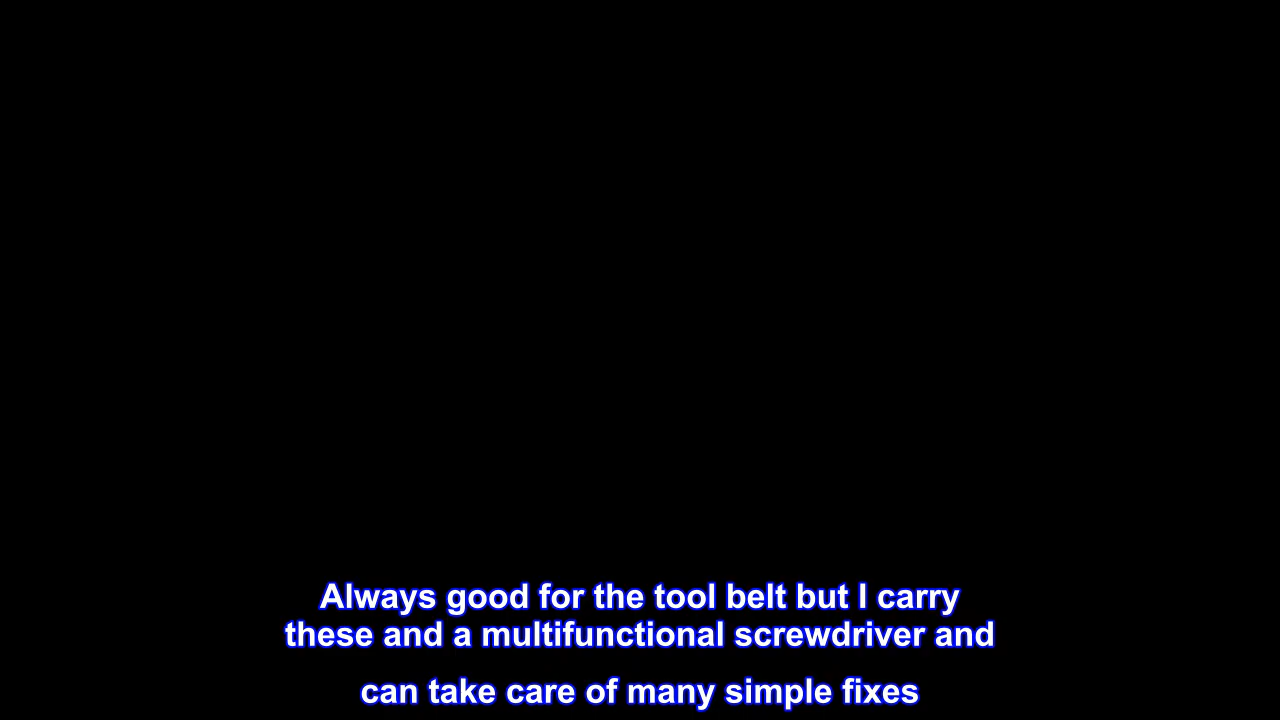 Always good for the tool belt but I carry
these and a multifunctional screwdriver and
can take care of many simple fixes